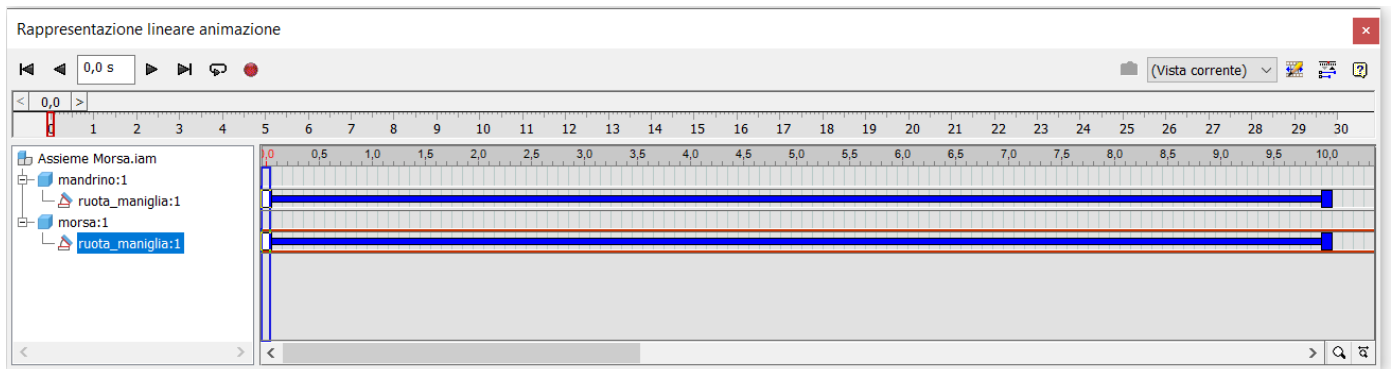 Rappresentazione lineare animazione
0,0 s (Vista corrente)
< 0,0 >
0 1 2 3 4 5 6 7 8 9 10 11 12 13 14 15 16 17 18 19 20 21 22 23 24 25 26 27 28 29 30
Assieme Morsa.iam
0,0 0,5 1,0 1,5 2,0 2,5 3,0 3,5 4,0 4,5 5,0 5,5 6,0 6,5 7,0 7,5 8,0 8,5 9,0 9,5 10,0
mandrino:1
ruota_maniglia:1
morsa:1
ruota_maniglia:1